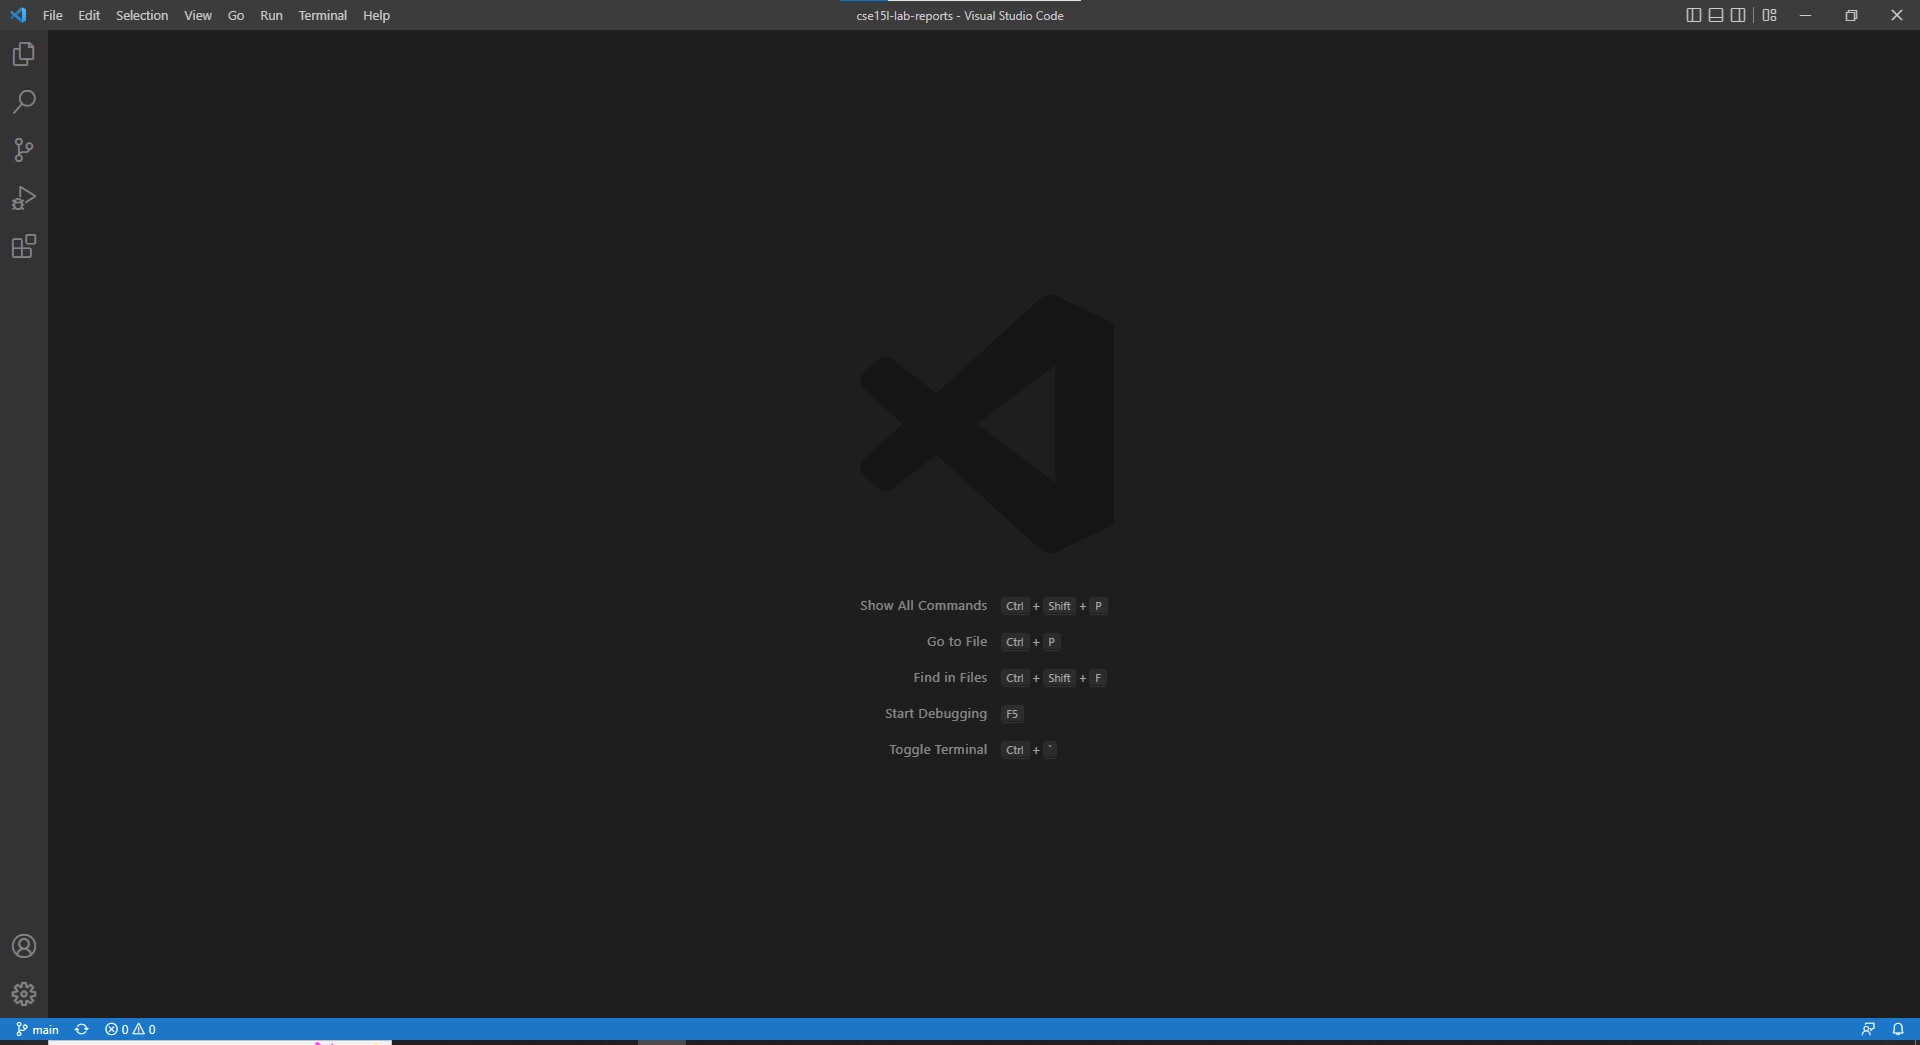 File Edit Selection View Go Run Terminal Help
cse15l-lab-reports - Visual Studio Code
Show All Commands Ctrl + Shift + P
Go to File Ctrl + P
Find in Files Ctrl + Shift + F
Start Debugging F5
Toggle Terminal Ctrl + `
main 0 0